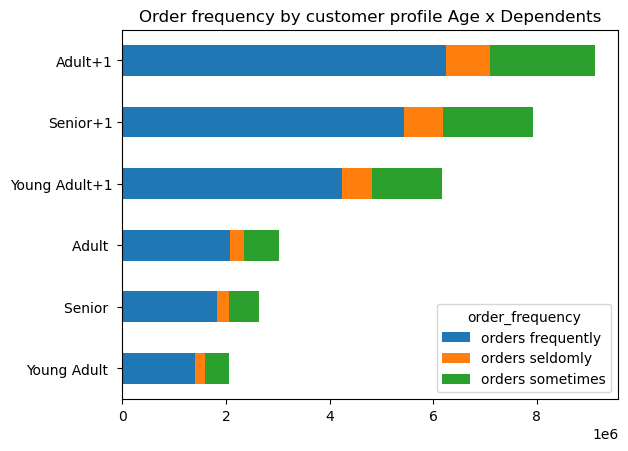 Order frequency by customer profile Age x Dependents
Adult+1
Senior+1
Young Adult+1
Adult
Senior
Young Adult
order_frequency
orders frequently
orders seldomly
orders sometimes
0 2 4 6 8
1e6